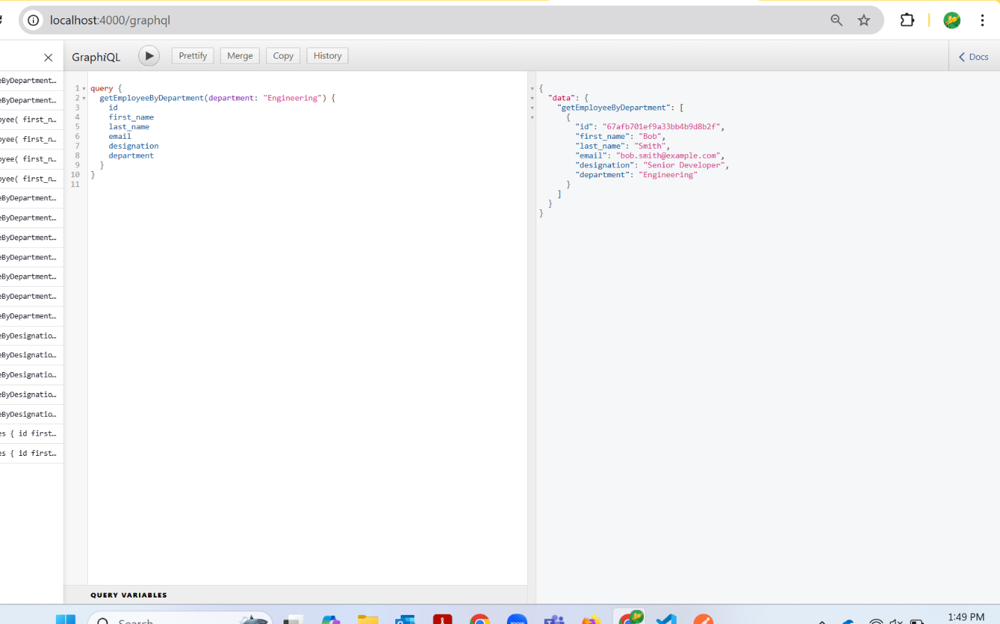 localhost:4000/graphql
GraphiQL
Prettify
Merge
Copy
History
Docs
eByDepartment...
eByDepartment...
oyee( first_n...
oyee( first_n...
oyee( first_n...
oyee( first_n...
eByDepartment...
eByDepartment...
eByDepartment...
eByDepartment...
eByDepartment...
eByDepartment...
eByDepartment...
eByDesignatio...
eByDesignatio...
eByDesignatio...
eByDesignatio...
eByDesignatio...
es { id first...
es { id first...
1 query {
2 getEmployeeByDepartment(department: "Engineering") {
3 id
4 first_name
5 last_name
6 email
7 designation
8 department
9 }
10 }
11
{
"data": {
"getEmployeeByDepartment": [
{
"id": "67afb701ef9a33bb4b9d8b2f",
"first_name": "Bob",
"last_name": "Smith",
"email": "bob.smith@example.com",
"designation": "Senior Developer",
"department": "Engineering"
}
]
}
}
QUERY VARIABLES
Search
zoom
1:49 PM